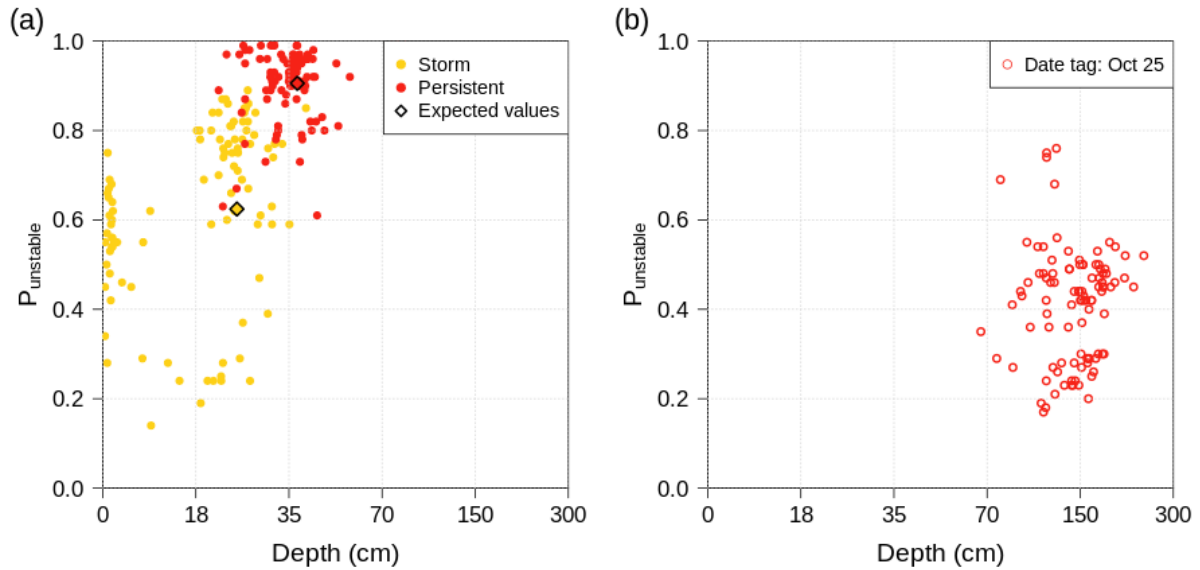 (a)
1.0
0.8
0.6
0.4
0.2
0.0
Punstable
0 18 35 70 150 300
Depth (cm)
Storm
Persistent
Expected values
(b)
1.0
0.8
0.6
0.4
0.2
0.0
Punstable
0 18 35 70 150 300
Depth (cm)
Date tag: Oct 25